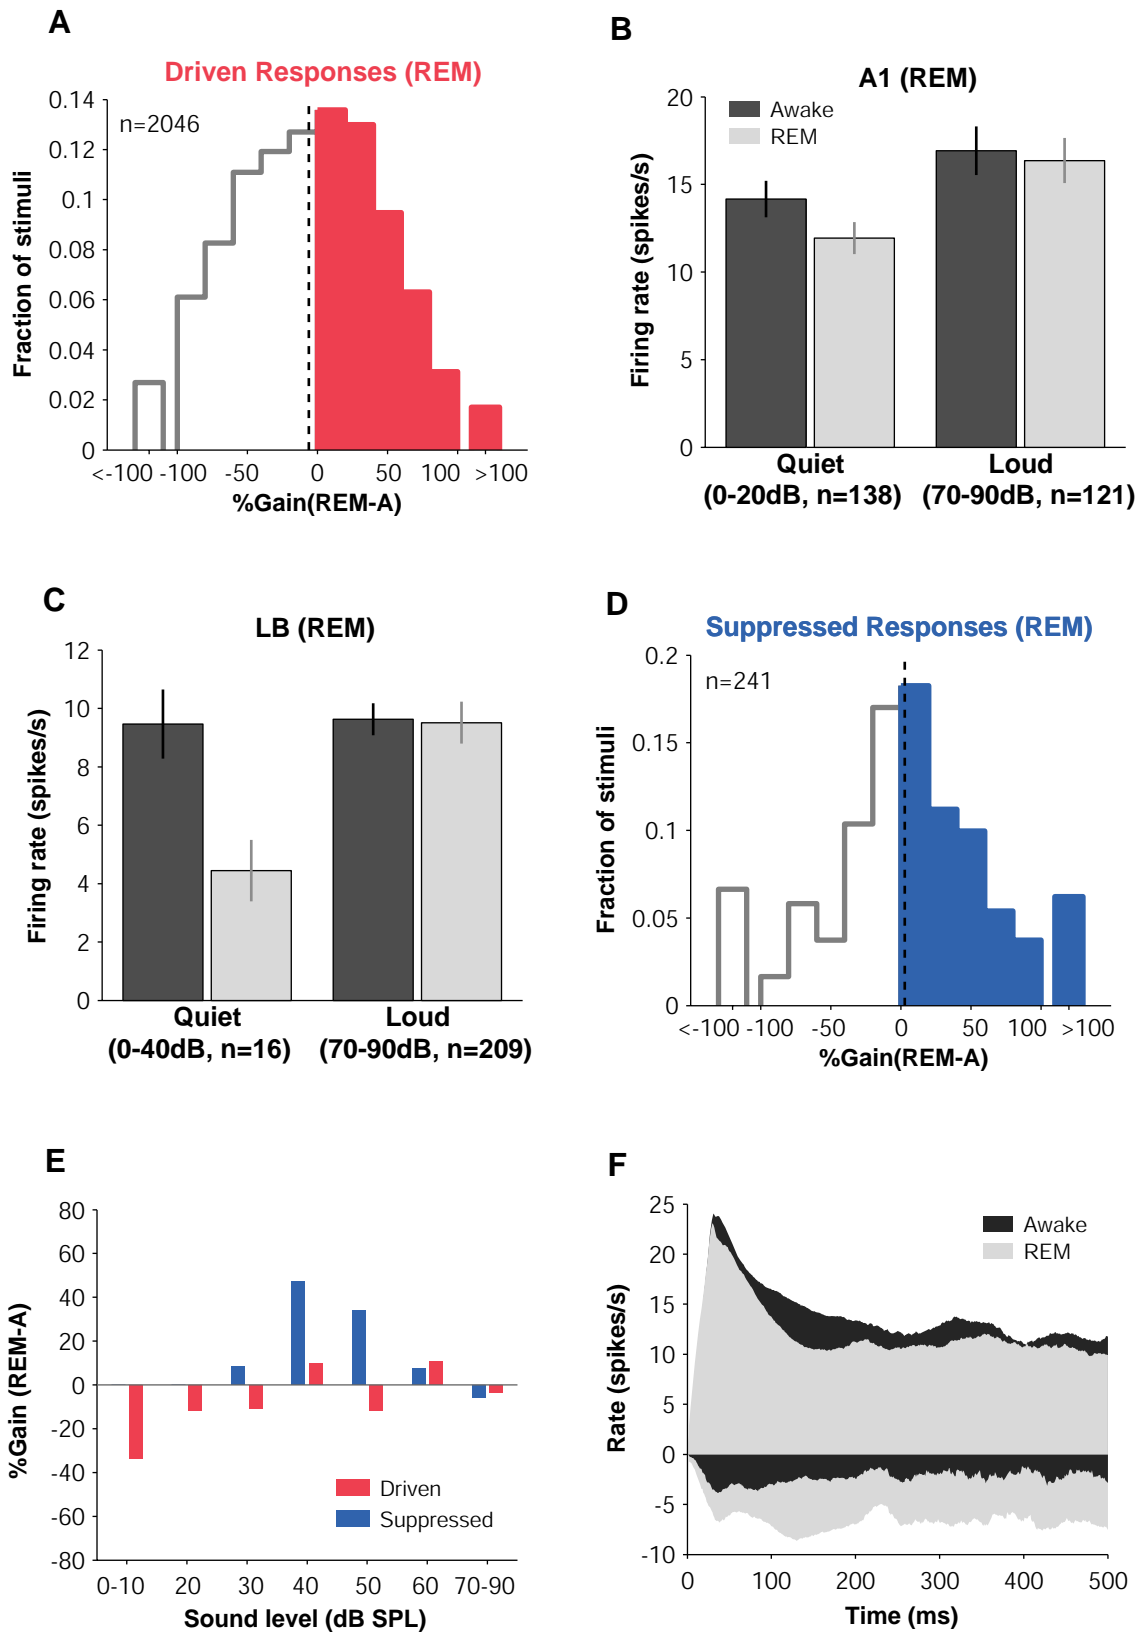 A
Driven Responses (REM)
n=2046
Fraction of stimuli
0.14
0.12
0.1
0.08
0.06
0.04
0.02
0
<-100 -100 -50 0 50 100 >100
%Gain(REM-A)
B
A1 (REM)
Awake
REM
Firing rate (spikes/s)
20
15
10
5
0
Quiet Loud
(0-20dB, n=138) (70-90dB, n=121)
C
LB (REM)
Firing rate (spikes/s)
12
10
8
6
4
2
0
Quiet Loud
(0-40dB, n=16) (70-90dB, n=209)
D
Suppressed Responses (REM)
n=241
Fraction of stimuli
0.2
0.15
0.1
0.05
0
<-100 -100 -50 0 50 100 >100
%Gain(REM-A)
E
%Gain (REM-A)
80
60
40
20
0
-20
-40
-60
-80
Driven
Suppressed
0-10 20 30 40 50 60 70-90
Sound level (dB SPL)
F
Awake
REM
Rate (spikes/s)
25
20
15
10
5
0
-5
-10
0 100 200 300 400 500
Time (ms)